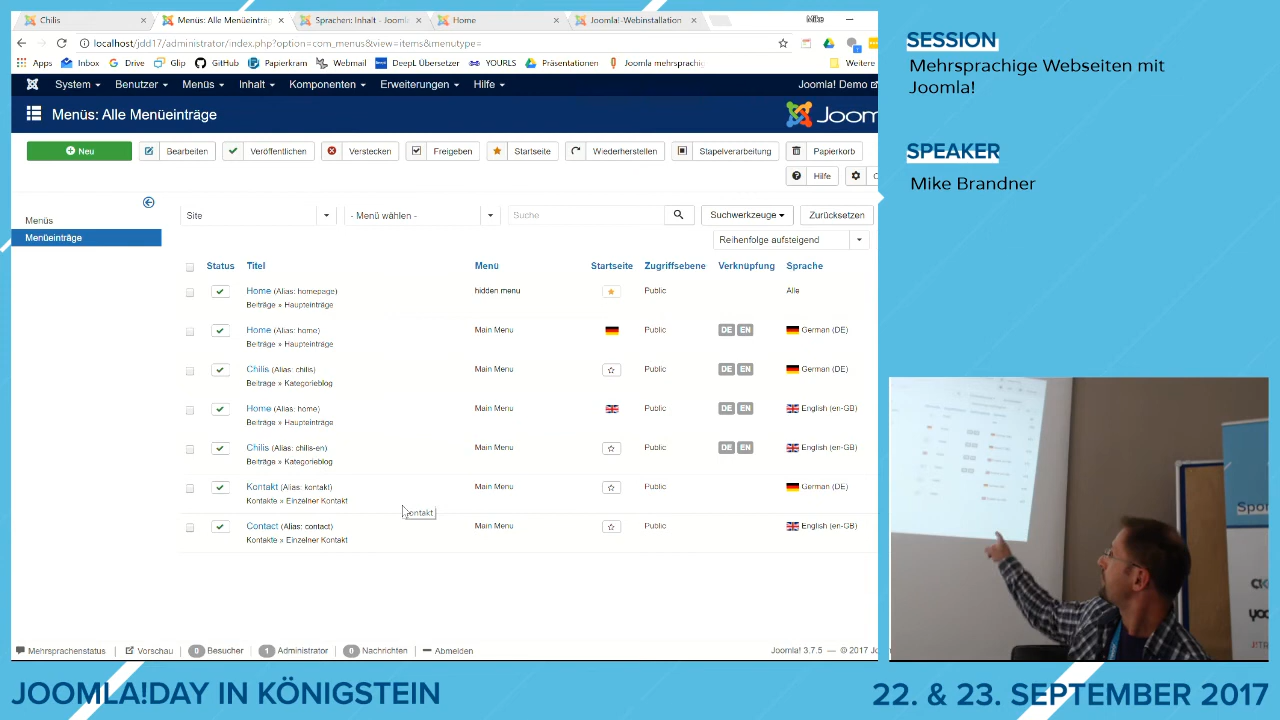 Chilis
Menüs: Alle Menüeinträg
Sprachen: Inhalt - Jooml
Home
Joomla!-Webinstallation
Mike
localhost/jdd17/administrator/index.php?option=com_menus&view=items&menutype=
Apps
Inbox
Drive
Glip
GitHub
Papierkram
Webmail
DeepL Übersetzer
YOURLS
Präsentationen
Joomla mehrsprachig
Weitere
System
Benutzer
Menüs
Inhalt
Komponenten
Erweiterungen
Hilfe
Joomla! Demo
Menüs: Alle Menüeinträge
Joom
Neu
Bearbeiten
Veröffentlichen
Verstecken
Freigeben
Startseite
Wiederherstellen
Stapelverarbeitung
Papierkorb
Hilfe
Menüs
Menüeinträge
Site
- Menü wählen -
Suche
Suchwerkzeuge
Zurücksetzen
Reihenfolge aufsteigend
Status Titel Menü Startseite Zugriffsebene Verknüpfung Sprache
Home (Alias: homepage) hidden menu Public Alle
Beiträge » Haupteinträge
Home (Alias: home) Main Menu Public DE EN German (DE)
Beiträge » Haupteinträge
Chilis (Alias: chilis) Main Menu Public DE EN German (DE)
Beiträge » Kategorieblog
Home (Alias: home) Main Menu Public DE EN English (en-GB)
Beiträge » Haupteinträge
Chilis (Alias: chilis-en) Main Menu Public DE EN English (en-GB)
Beiträge » Kategorieblog
Kontakt (Alias: kontakt) Main Menu Public German (DE)
Kontakte » Einzelner Kontakt
ontakt
Contact (Alias: contact) Main Menu Public English (en-GB)
Kontakte » Einzelner Kontakt
Mehrsprachenstatus
Vorschau
0 Besucher
1 Administrator
0 Nachrichten
Abmelden
Joomla! 3.7.5 — © 2017 J
SESSION
Mehrsprachige Webseiten mit
Joomla!
SPEAKER
Mike Brandner
Spor
JOOMLA!DAY IN KÖNIGSTEIN
22. & 23. SEPTEMBER 2017